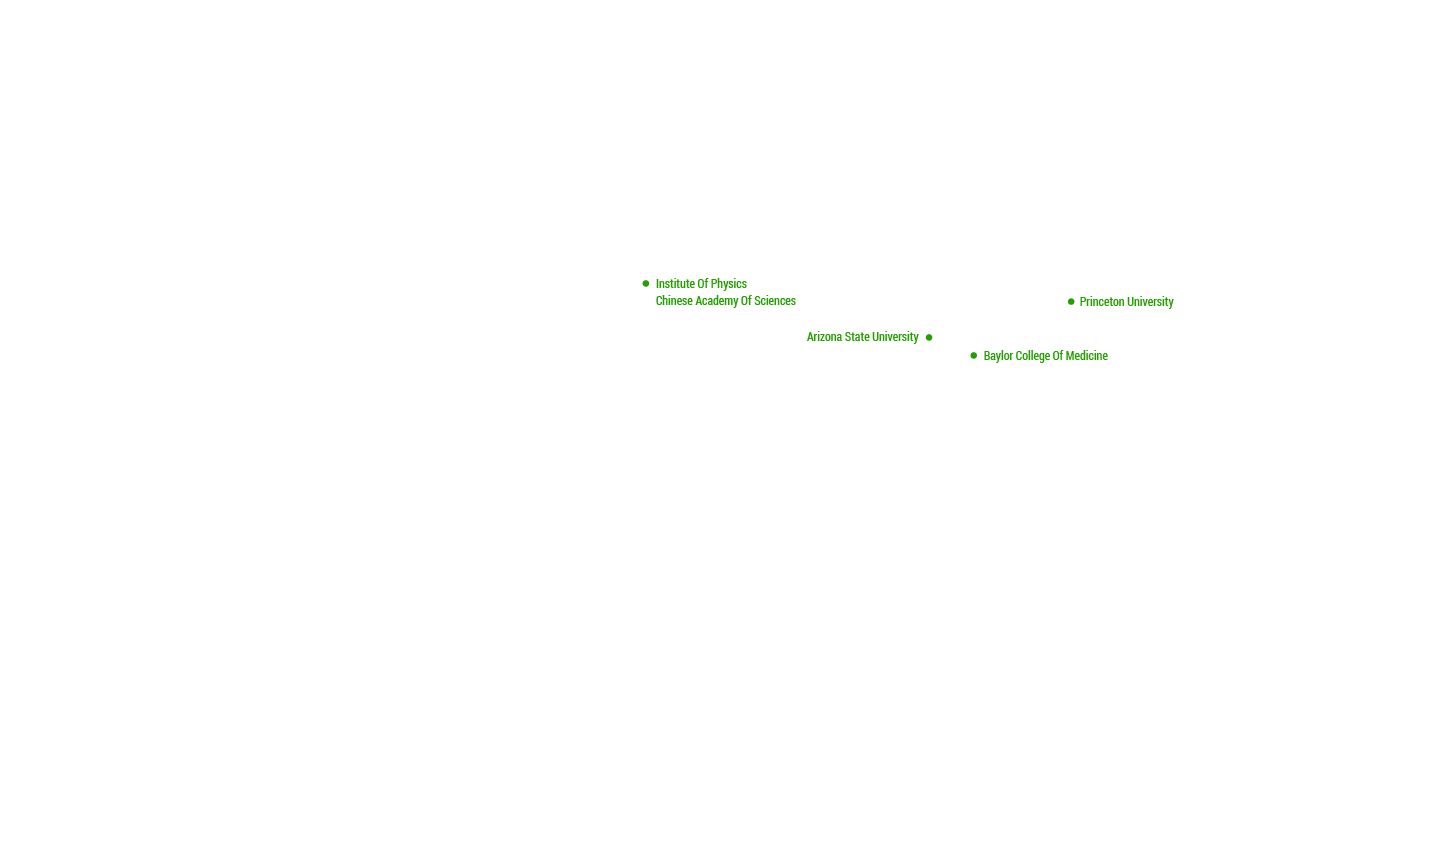 Institute Of Physics
Chinese Academy Of Sciences
Princeton University
Arizona State University
Baylor College Of Medicine